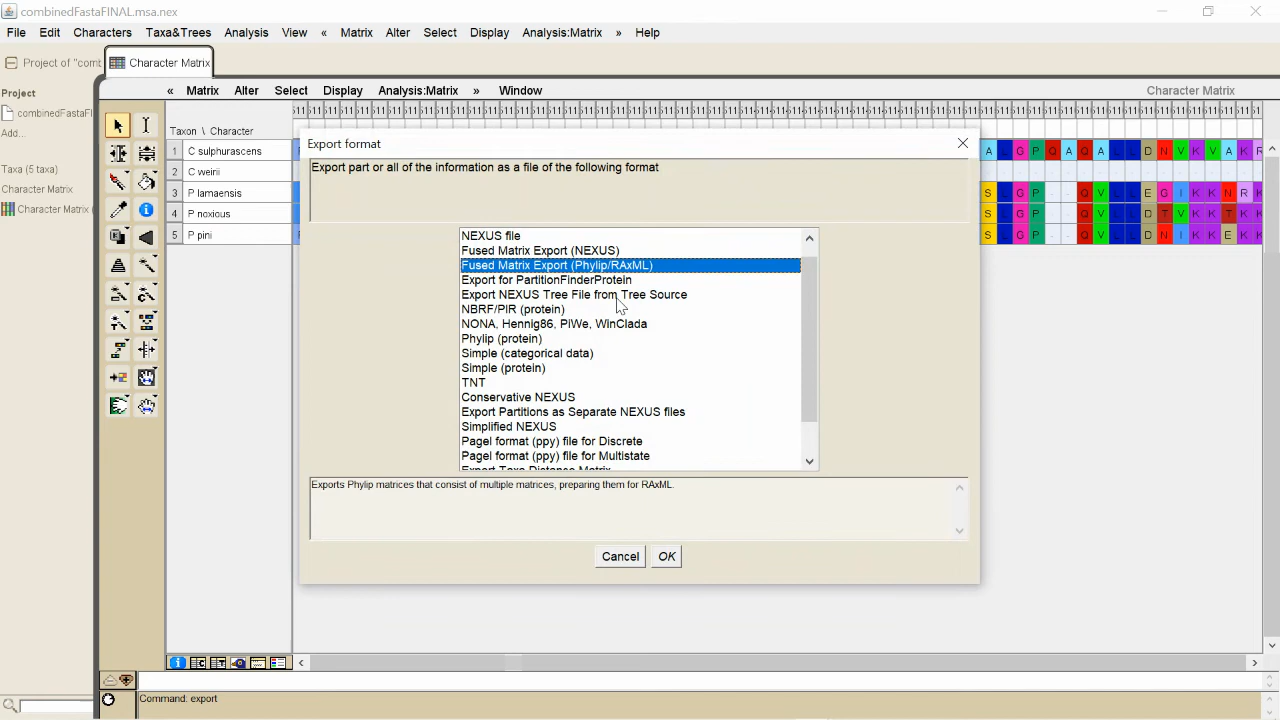 combinedFastaFINAL.msa.nex
File Edit Characters Taxa&Trees Analysis View « Matrix Alter Select Display Analysis:Matrix » Help
Project of "comb
Character Matrix
« Matrix Alter Select Display Analysis:Matrix » Window Character Matrix
Project
combinedFastaFI
Add...
Taxa (5 taxa)
Character Matrix
Character Matrix (
Taxon \ Character
1 C sulphurascens
2 C weirii
3 P lamaensis
4 P noxious
5 P pini
A L G P Q A Q A L L D N V K V A K R
S L G P - - Q V L L E G I K K N R K
S L G P - - Q V L L D T V K K T K K
S L G P - - Q V L L D N I K K E K K
Export format
Export part or all of the information as a file of the following format
NEXUS file
Fused Matrix Export (NEXUS)
Fused Matrix Export (Phylip/RAxML)
Export for PartitionFinderProtein
Export NEXUS Tree File from Tree Source
NBRF/PIR (protein)
NONA, Hennig86, PIWe, WinClada
Phylip (protein)
Simple (categorical data)
Simple (protein)
TNT
Conservative NEXUS
Export Partitions as Separate NEXUS files
Simplified NEXUS
Pagel format (ppy) file for Discrete
Pagel format (ppy) file for Multistate
Export Taxa Distance Matrix
Exports Phylip matrices that consist of multiple matrices, preparing them for RAxML.
Cancel OK
Command: export